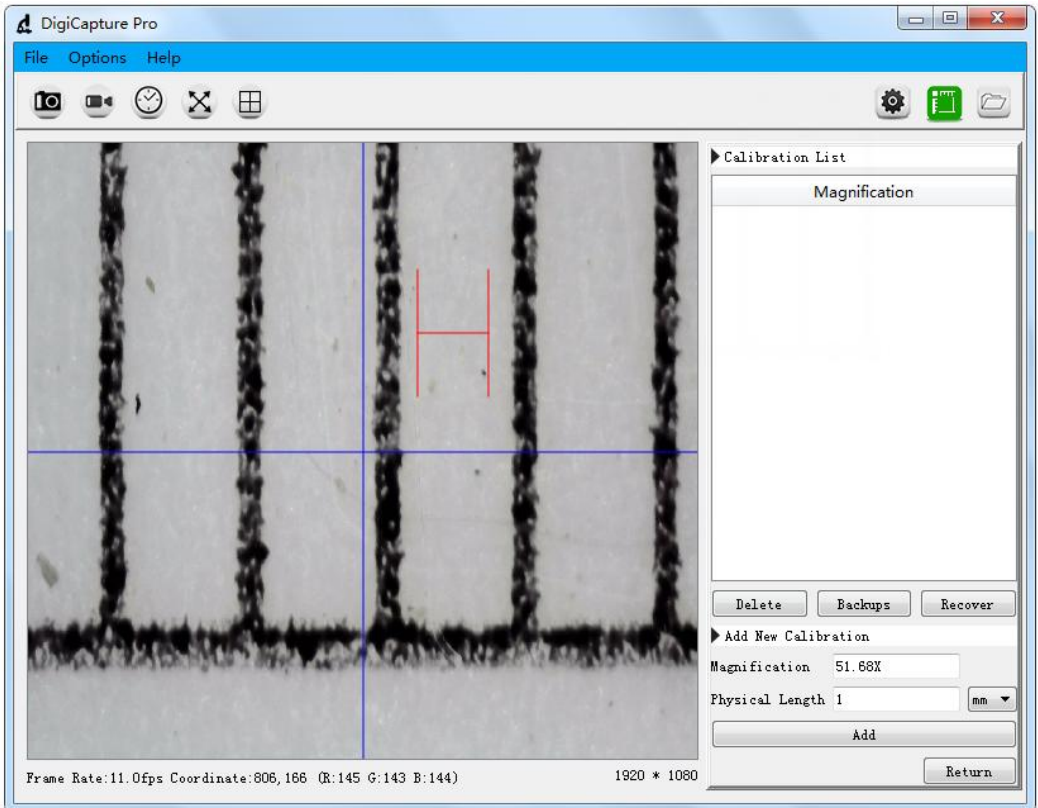 DigiCapture Pro
File Options Help
Calibration List
Magnification
Delete Backups Recover
Add New Calibration
Magnification 51.68X
Physical Length 1 mm
Add
Return
Frame Rate:11.0fps Coordinate:806,166 (R:145 G:143 B:144) 1920 * 1080